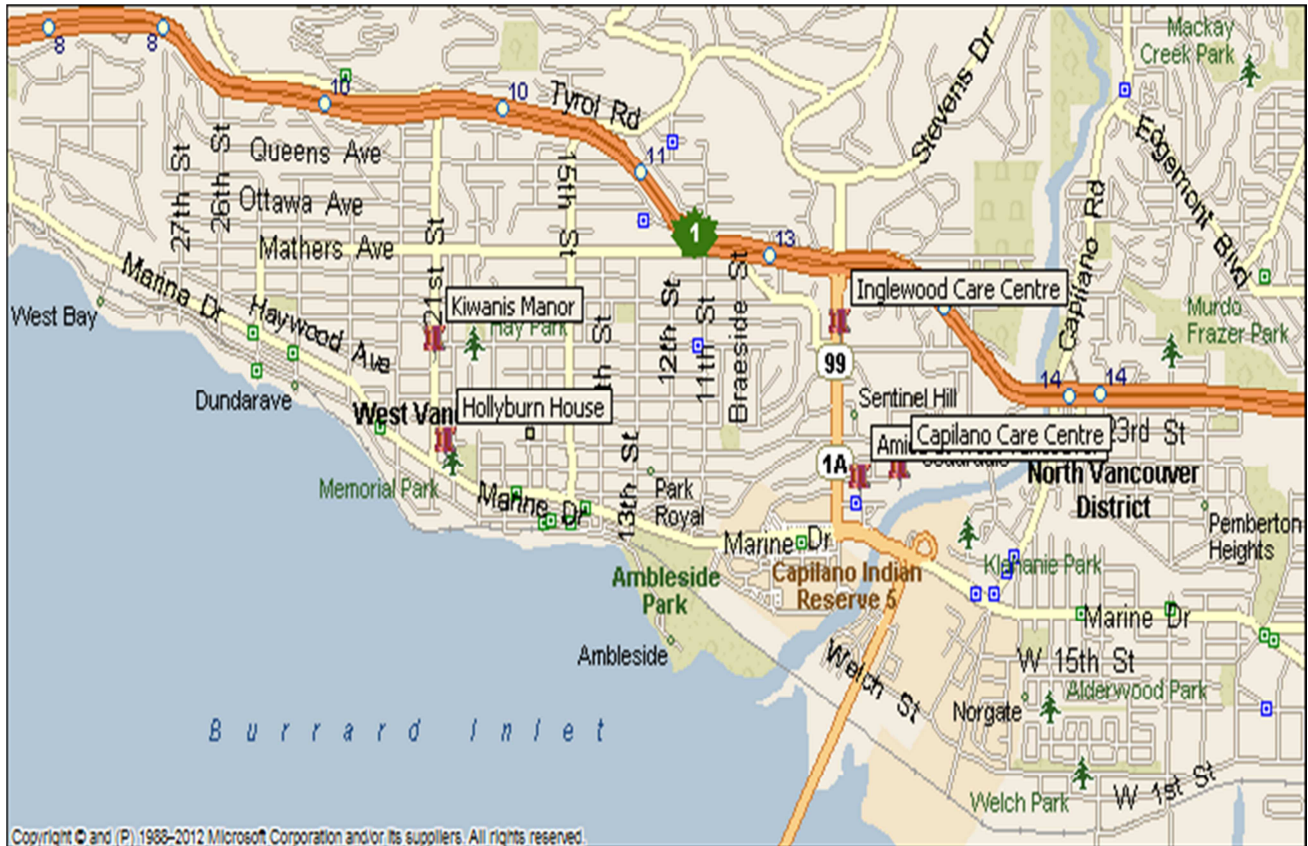 Mackay
Creek Park
8
8
10
10
Tyrol Rd
Stevens Dr
Edgemont Blvd
11
27th St
26th St
Queens Ave
15th St
Ottawa Ave
Mathers Ave
1
13
Capilano Rd
21st St
Marina Dr
Haywood Ave
12th St
11th St
Braeside St
Inglewood Care Centre
Kiwanis Manor
Hay Park
West Bay
Murdo
Frazer Park
99
14
14
Dundarave
Hollyburn House
Sentinel Hill
Capilano Care Centre
23rd St
1A
13th St
Memorial Park
Marine Dr
Park
Royal
North Vancouver
District
Pemberton
Heights
Marine Dr
Klahanie Park
Ambleside
Park
Capilano Indian
Reserve 5
Marine Dr
Ambleside
Welch St
W 15th St
Alderwood Park
Norgate
Burrard Inlet
Welch Park
W 1st St
Copyright © and (P) 1988–2012 Microsoft Corporation and/or its suppliers. All rights reserved.